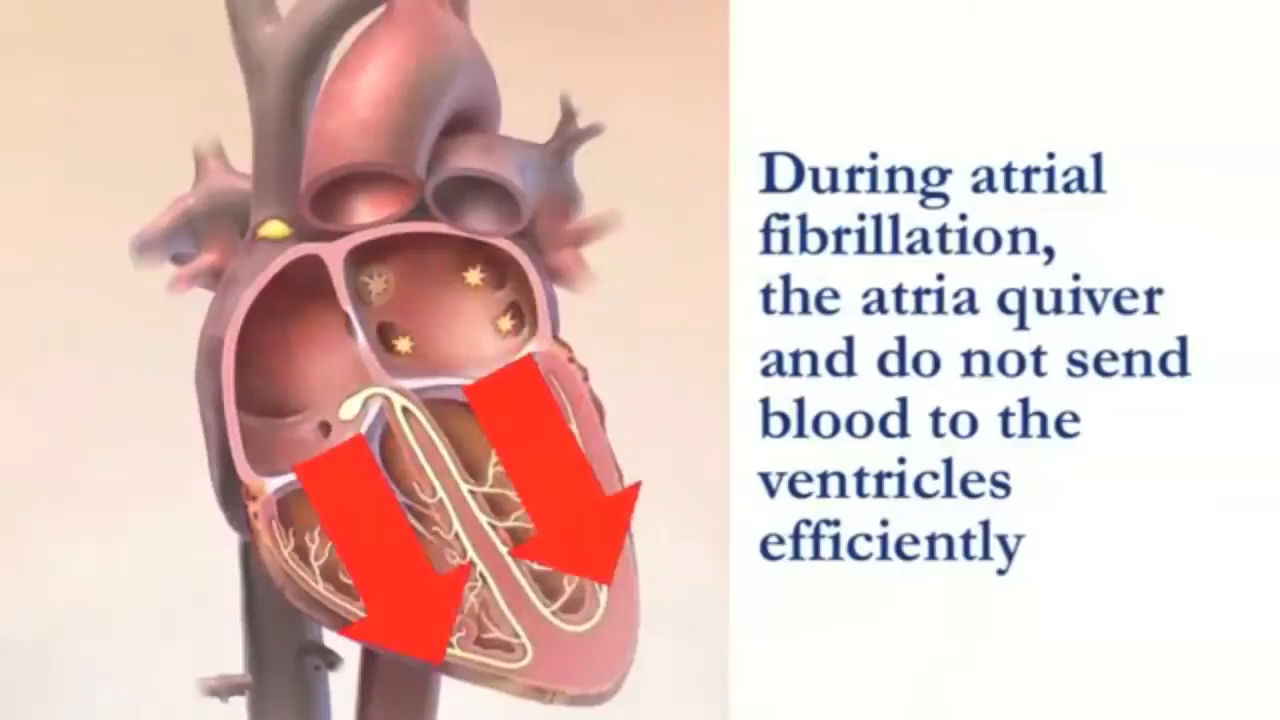 During atrial
fibrillation,
the atria quiver
and do not send
blood to the
ventricles
efficiently